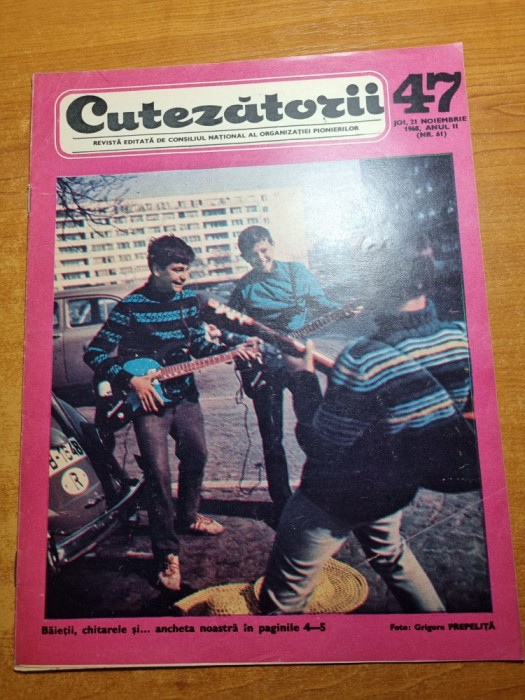 Cutezătorii
REVISTĂ EDITATĂ DE CONSILIUL NAȚIONAL AL ORGANIZAȚIEI PIONIERILOR
47
JOI, 21 NOIEMBRIE
1968, ANUL II
(NR. 61)
R
Băieții, chitarele și... ancheta noastră în paginile 4—5
Foto: Grigore PREPELIȚĂ